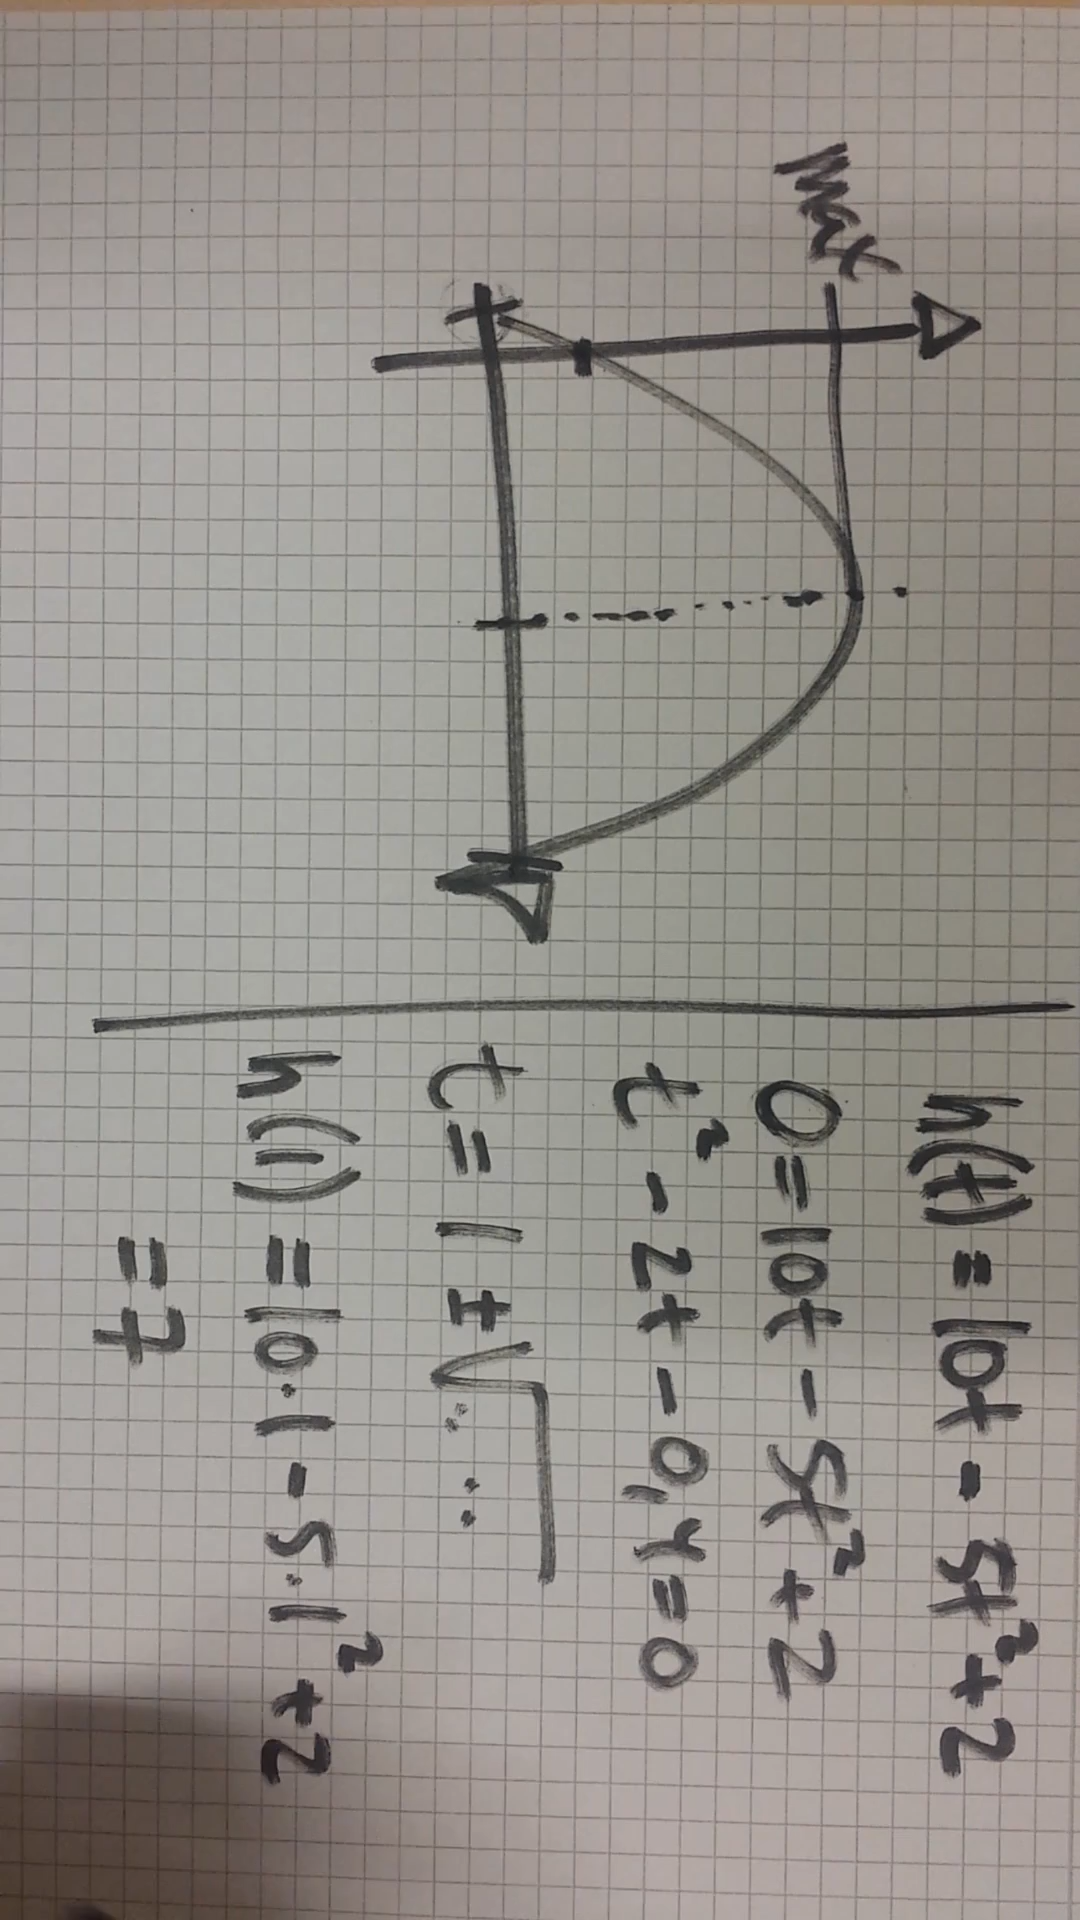 Max
h(t) = 10t - 5t² + 2
0 = 10t - 5t² + 2
t² - 2t - 0,4 = 0
t = 1 ± √.. ..
h(1) = 10·1 - 5·1² + 2
= 7